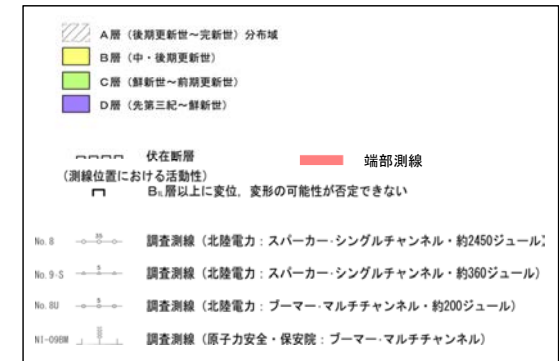 A層（後期更新世～完新世）分布域
B層（中・後期更新世）
C層（鮮新世～前期更新世）
D層（先第三紀～鮮新世）
伏在断層 端部測線
（測線位置における活動性）
B1L層以上に変位，変形の可能性が否定できない
No. 8 35 調査測線（北陸電力：スパーカー・シングルチャンネル・約2450ジュール）
No. 9-S 5 調査測線（北陸電力：スパーカー・シングルチャンネル・約360ジュール）
No. 8U 5 調査測線（北陸電力：ブーマー・マルチチャンネル・約200ジュール）
NI-09BM 調査測線（原子力安全・保安院：ブーマー・マルチチャンネル）